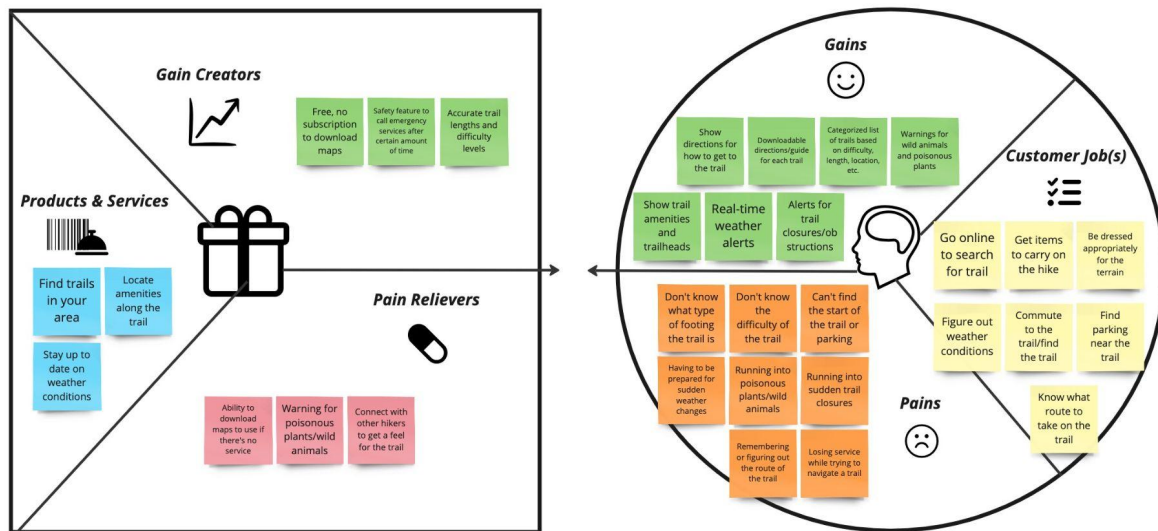 Gain Creators
Free, no
subscription
to download
maps
Safety feature to
call emergency
services after
certain amount
of time
Accurate trail
lengths and
difficulty
levels
Products & Services
Find trails in
your area
Locate
amenities
along the
trail
Stay up to
date on
weather
conditions
Pain Relievers
Ability to
download
maps to use if
there's no
service
Warning for
poisonous
plants/wild
animals
Connect with
other hikers
to get a feel
for the trail
Gains
Show
directions for
how to get to
the trail
Downloadable
directions/guide
for each trail
Categorized list
of trails based
on difficulty,
length, location,
etc.
Warnings for
wild animals
and poisonous
plants
Show trail
amenities
and
trailheads
Real-time
weather
alerts
Alerts for
trail
closures/ob
structions
Customer Job(s)
Go online
to search
for trail
Get items
to carry on
the hike
Be dressed
appropriately
for the
terrain
Figure out
weather
conditions
Commute
to the
trail/find
the trail
Find
parking
near the
trail
Know what
route to
take on the
trail
Pains
Don't know
what type
of footing
the trail is
Don't know
the
difficulty of
the trail
Can't find
the start of
the trail or
parking
Having to be
prepared for
sudden
weather
changes
Running into
poisonous
plants/wild
animals
Running into
sudden trail
closures
Remembering
or figuring out
the route of
the trail
Losing service
while trying to
navigate a trail